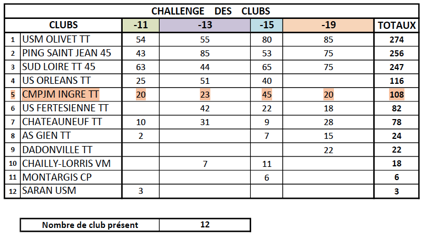 CHALLENGE DES CLUBS
CLUBS -11 -13 -15 -19 TOTAUX
1 USM OLIVET TT 54 55 80 85 274
2 PING SAINT JEAN 45 43 85 53 75 256
3 SUD LOIRE TT 45 63 44 65 75 247
4 US ORLEANS TT 25 51 40 116
5 CMPJM INGRE TT 20 23 45 20 108
6 US FERTESIENNE TT 42 22 18 82
7 CHATEAUNEUF TT 10 31 9 28 78
8 AS GIEN TT 2 7 15 24
9 DADONVILLE TT 22 22
10 CHAILLY-LORRIS VM 7 11 18
11 MONTARGIS CP 6 6
12 SARAN USM 3 3
Nombre de club présent 12